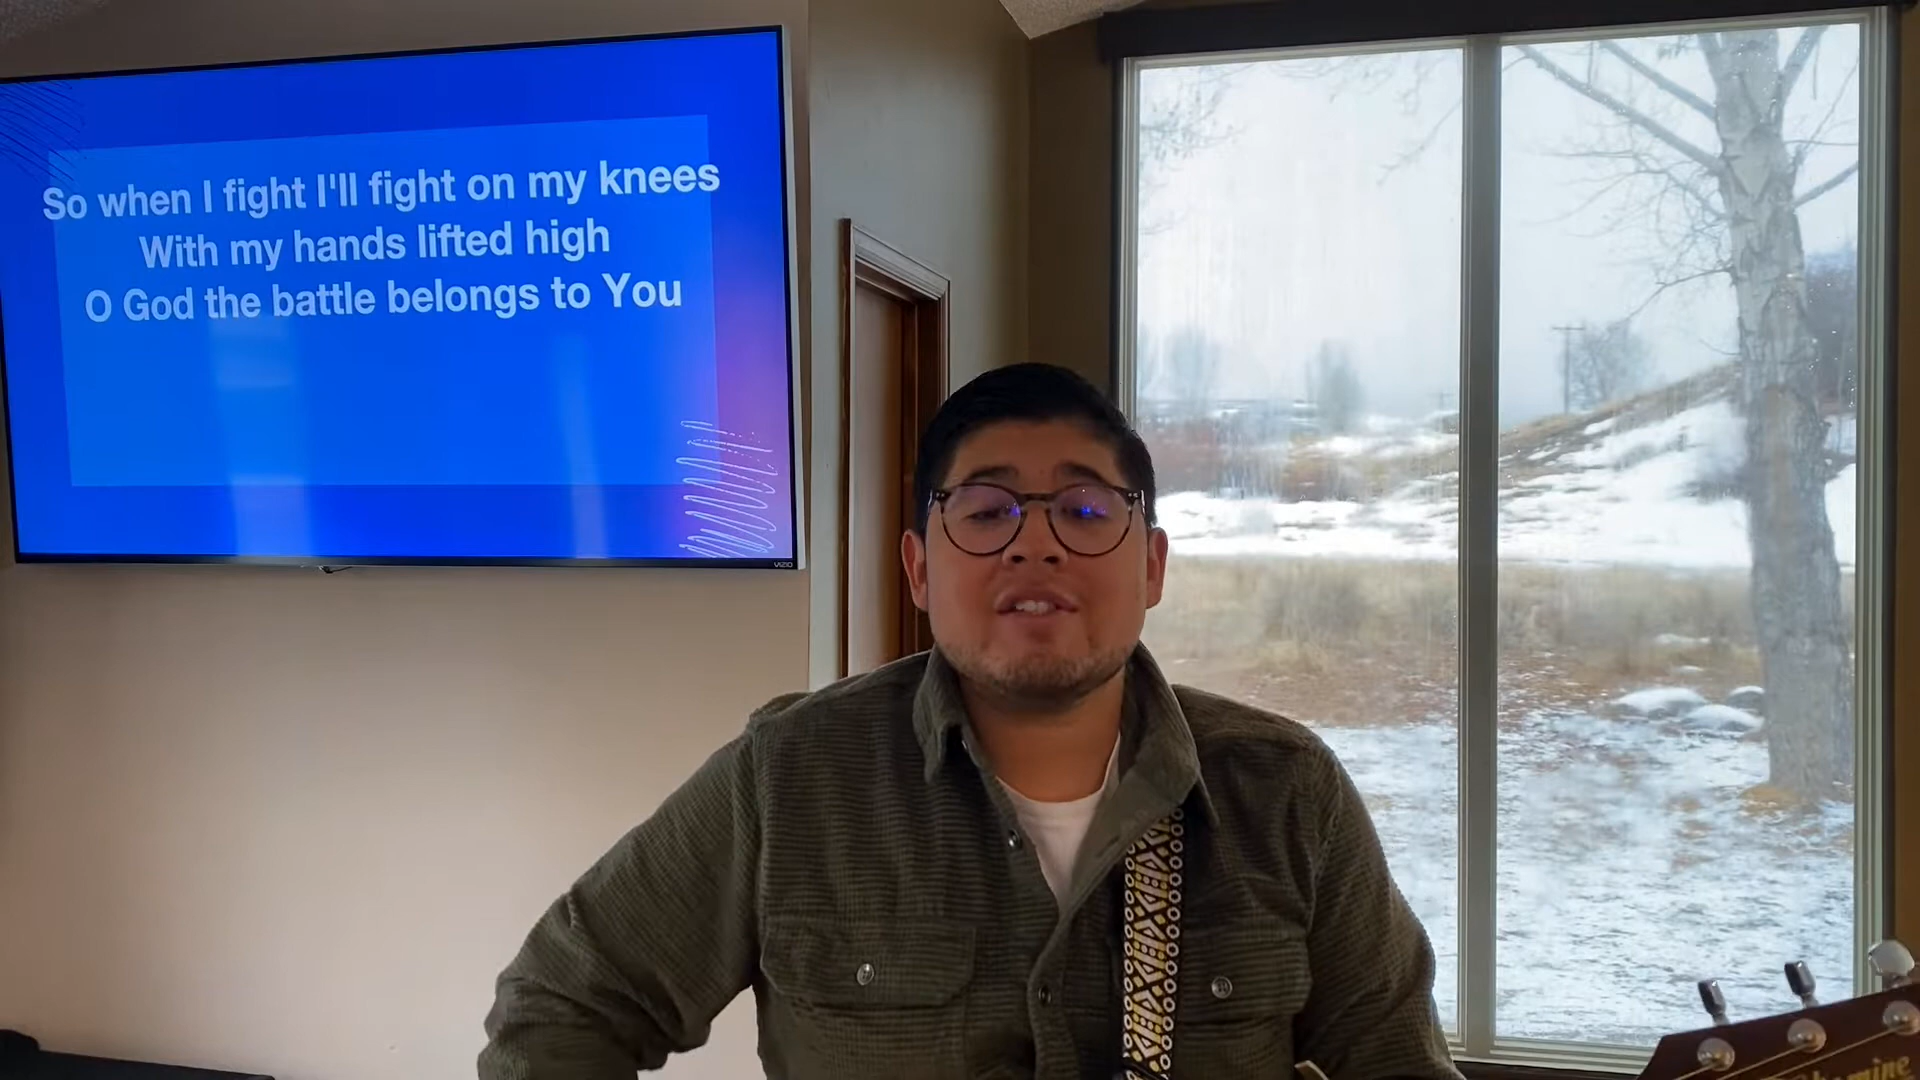 So when I fight I'll fight on my knees
With my hands lifted high
O God the battle belongs to You
VIZIO